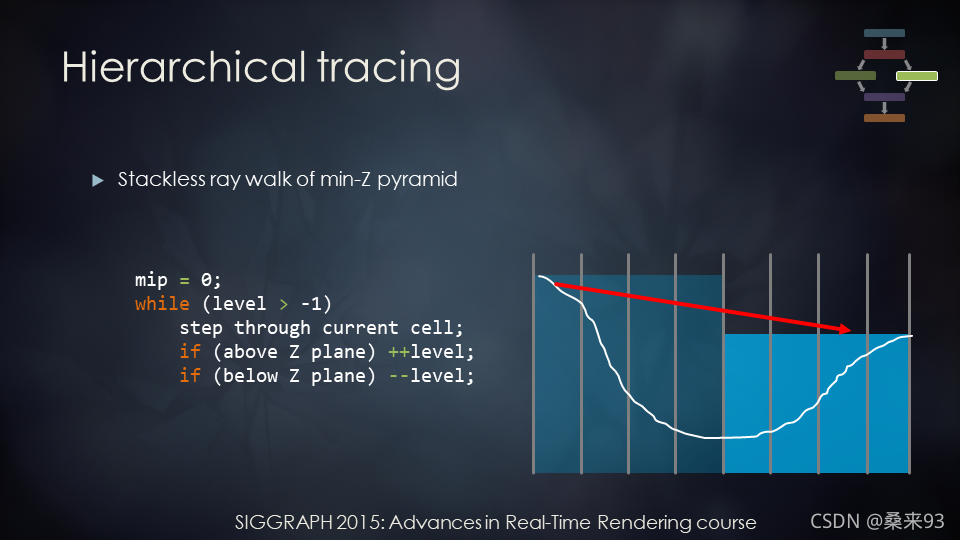 Hierarchical tracing
Stackless ray walk of min-Z pyramid
mip = 0;
while (level > -1)
step through current cell;
if (above Z plane) ++level;
if (below Z plane) --level;
SIGGRAPH 2015: Advances in Real-Time Rendering course
CSDN @桑来93